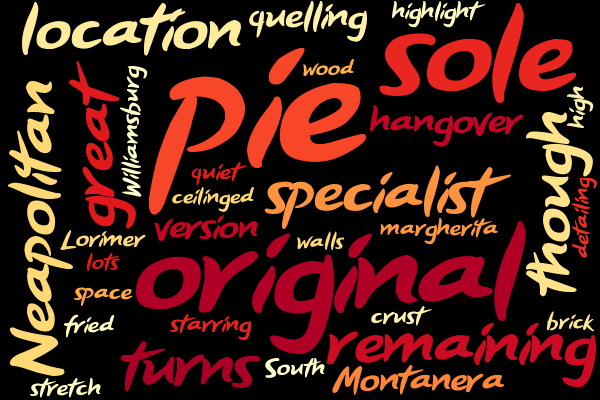 location
quelling
highlight
sole
pie
wood
hangover
high
Neapolitan
great
Williamsburg
quiet
ceilinged
specialist
though
detailing
Lorimer
version
margherita
lots
walls
original
space
fried
starring
crust
brick
turns
South
remaining
stretch
Montanera